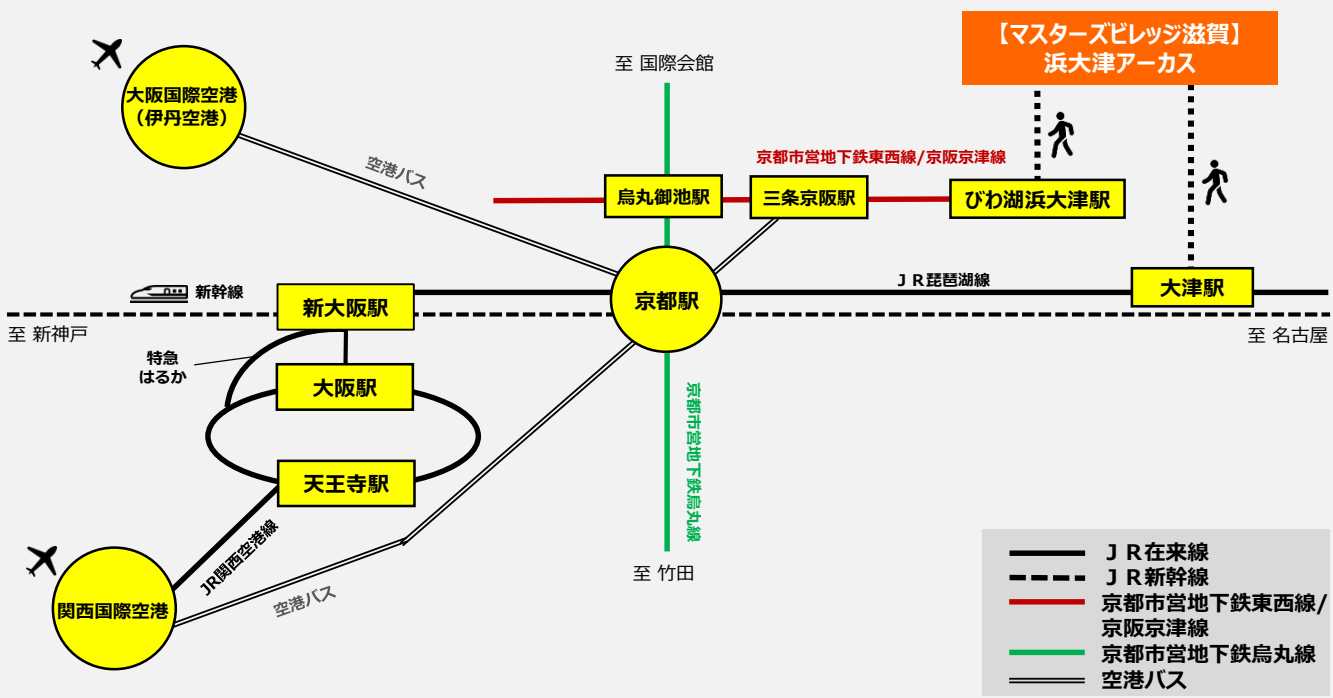 【マスターズビレッジ滋賀】
浜大津アーカス
至 国際会館
大阪国際空港
（伊丹空港）
空港バス
京都市営地下鉄東西線/京阪京津線
烏丸御池駅
三条京阪駅
びわ湖浜大津駅
新幹線
新大阪駅
京都駅
ＪＲ琵琶湖線
大津駅
至 新神戸
至 名古屋
特急
はるか
大阪駅
京都市営地下鉄烏丸線
天王寺駅
JR関西空港線
空港バス
関西国際空港
至 竹田
ＪＲ在来線
ＪＲ新幹線
京都市営地下鉄東西線/
京阪京津線
京都市営地下鉄烏丸線
空港バス